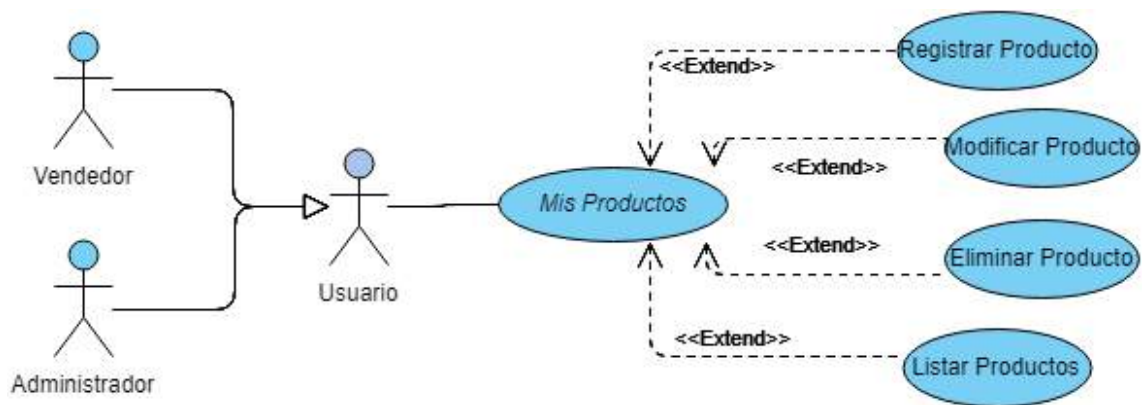 Registrar Producto
<<Extend>>
Modificar Producto
<<Extend>>
Vendedor
Mis Productos
<<Extend>>
Eliminar Producto
Usuario
<<Extend>>
Listar Productos
Administrador